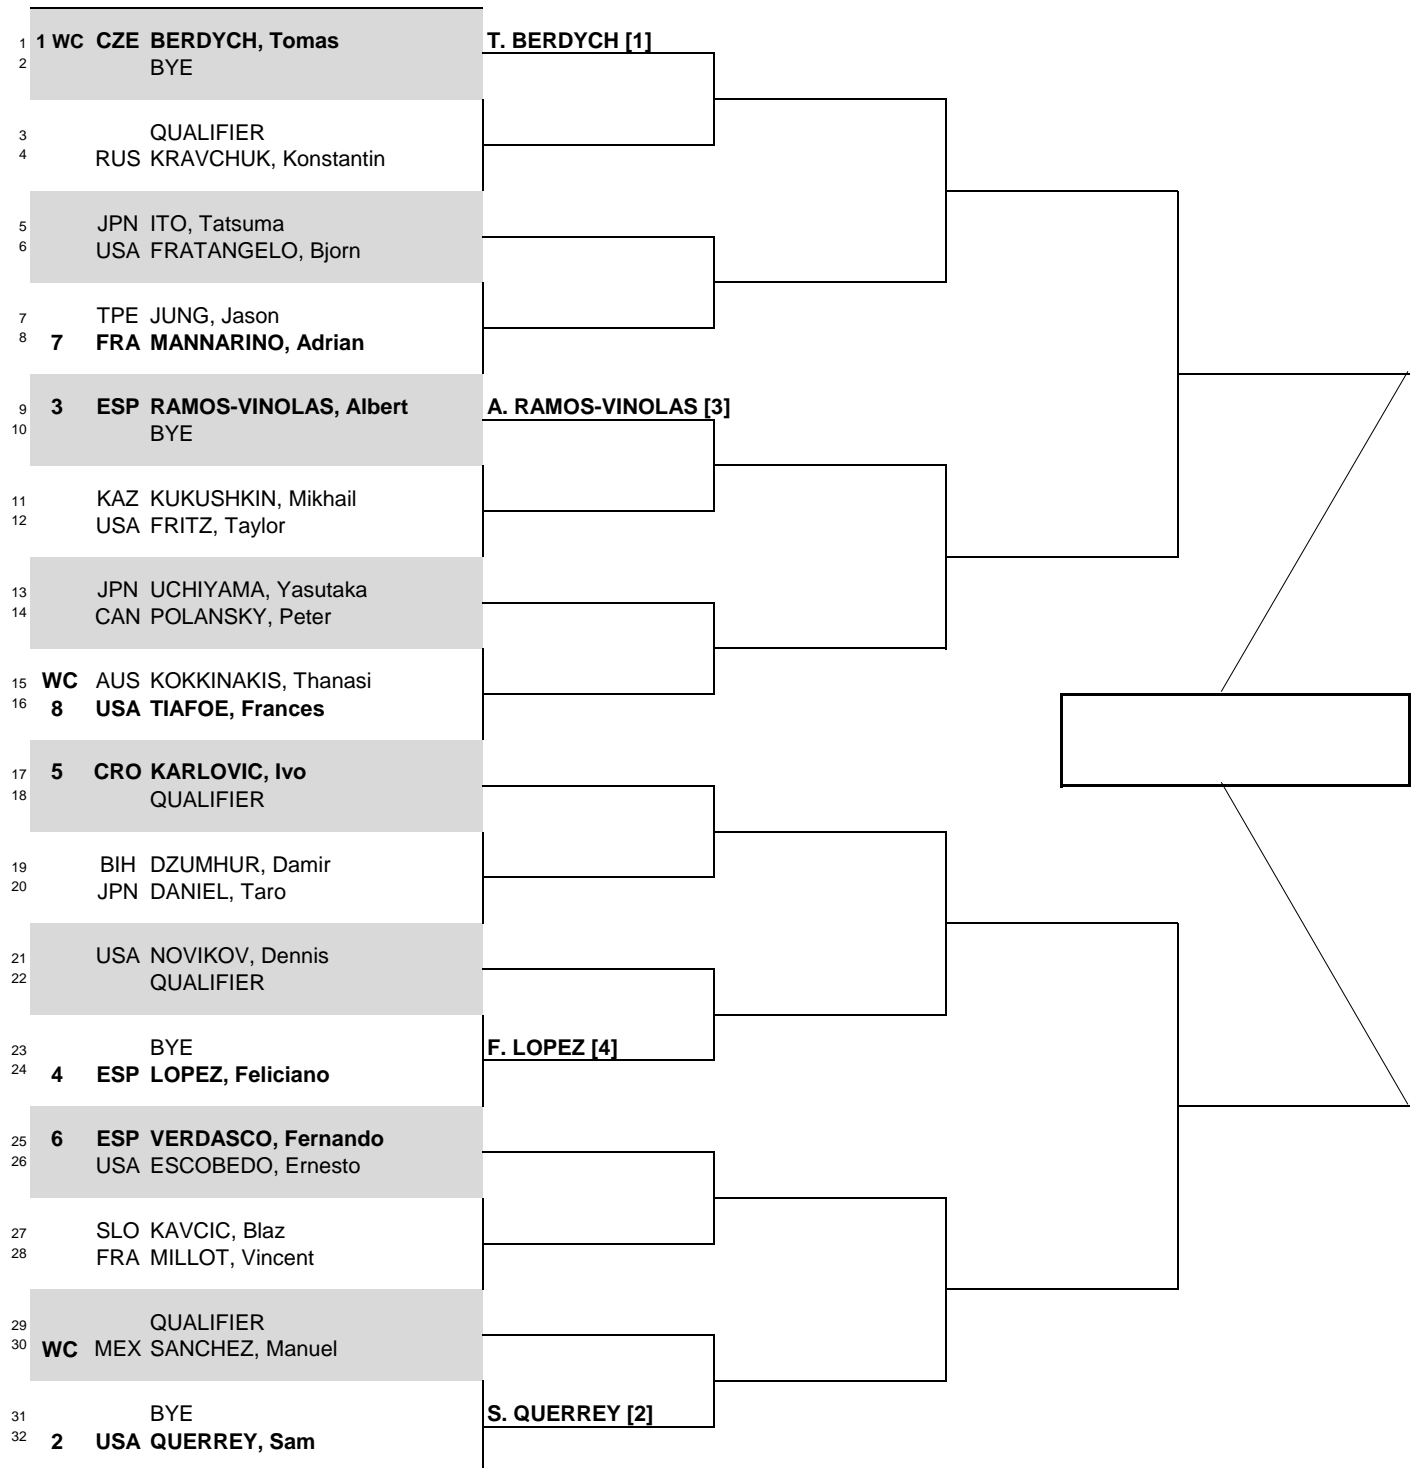 1 1 WC CZE BERDYCH, Tomas T. BERDYCH [1]
2 BYE
3 QUALIFIER
4 RUS KRAVCHUK, Konstantin
5 JPN ITO, Tatsuma
6 USA FRATANGELO, Bjorn
7 TPE JUNG, Jason
8 7 FRA MANNARINO, Adrian
9 3 ESP RAMOS-VINOLAS, Albert A. RAMOS-VINOLAS [3]
10 BYE
11 KAZ KUKUSHKIN, Mikhail
12 USA FRITZ, Taylor
13 JPN UCHIYAMA, Yasutaka
14 CAN POLANSKY, Peter
15 WC AUS KOKKINAKIS, Thanasi
16 8 USA TIAFOE, Frances
17 5 CRO KARLOVIC, Ivo
18 QUALIFIER
19 BIH DZUMHUR, Damir
20 JPN DANIEL, Taro
21 USA NOVIKOV, Dennis
22 QUALIFIER
23 BYE F. LOPEZ [4]
24 4 ESP LOPEZ, Feliciano
25 6 ESP VERDASCO, Fernando
26 USA ESCOBEDO, Ernesto
27 SLO KAVCIC, Blaz
28 FRA MILLOT, Vincent
29 QUALIFIER
30 WC MEX SANCHEZ, Manuel
31 BYE S. QUERREY [2]
32 2 USA QUERREY, Sam